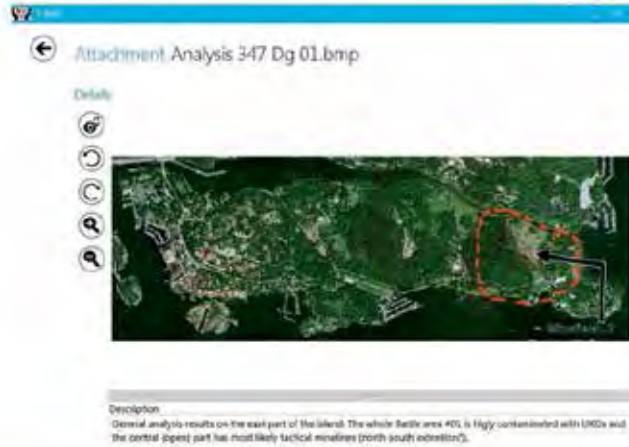 Attachment Analysis 347 Dg 01.bmp
Details
Description
General analysis results on the east part of the island. The whole Battle area #01 is higly contaminated with UXOs and
the central (open) part has most likely tactical minelines (north south extention?).